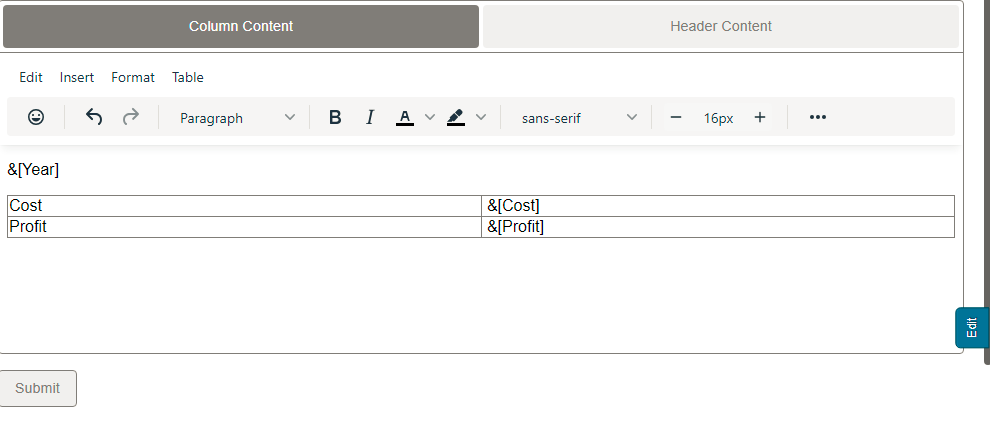 Column Content Header Content
Edit Insert Format Table
Paragraph B I A sans-serif 16px
&[Year]
Cost &[Cost]
Profit &[Profit]
Edit
Submit